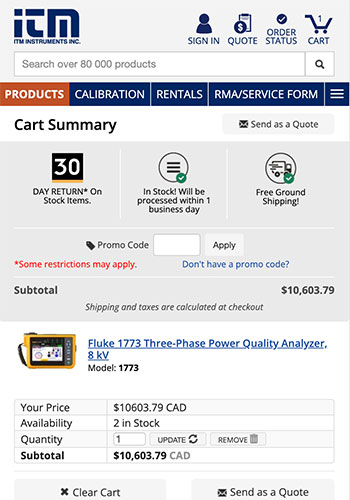 ITM
ITM INSTRUMENTS INC.
SIGN IN
QUOTE
ORDER STATUS
1
CART
Search over 80 000 products
PRODUCTS
CALIBRATION
RENTALS
RMA/SERVICE FORM
Cart Summary
Send as a Quote
30
DAY RETURN* On
Stock Items.
In Stock! Will be
processed within 1
business day
Free Ground
Shipping!
Promo Code
Apply
*Some restrictions may apply.
Don't have a promo code?
Subtotal $10,603.79
Shipping and taxes are calculated at checkout
Fluke 1773 Three-Phase Power Quality Analyzer,
8 kV
Model: 1773
Your Price $10603.79 CAD
Availability 2 in Stock
Quantity 1 UPDATE REMOVE
Subtotal $10,603.79 CAD
Clear Cart
Send as a Quote